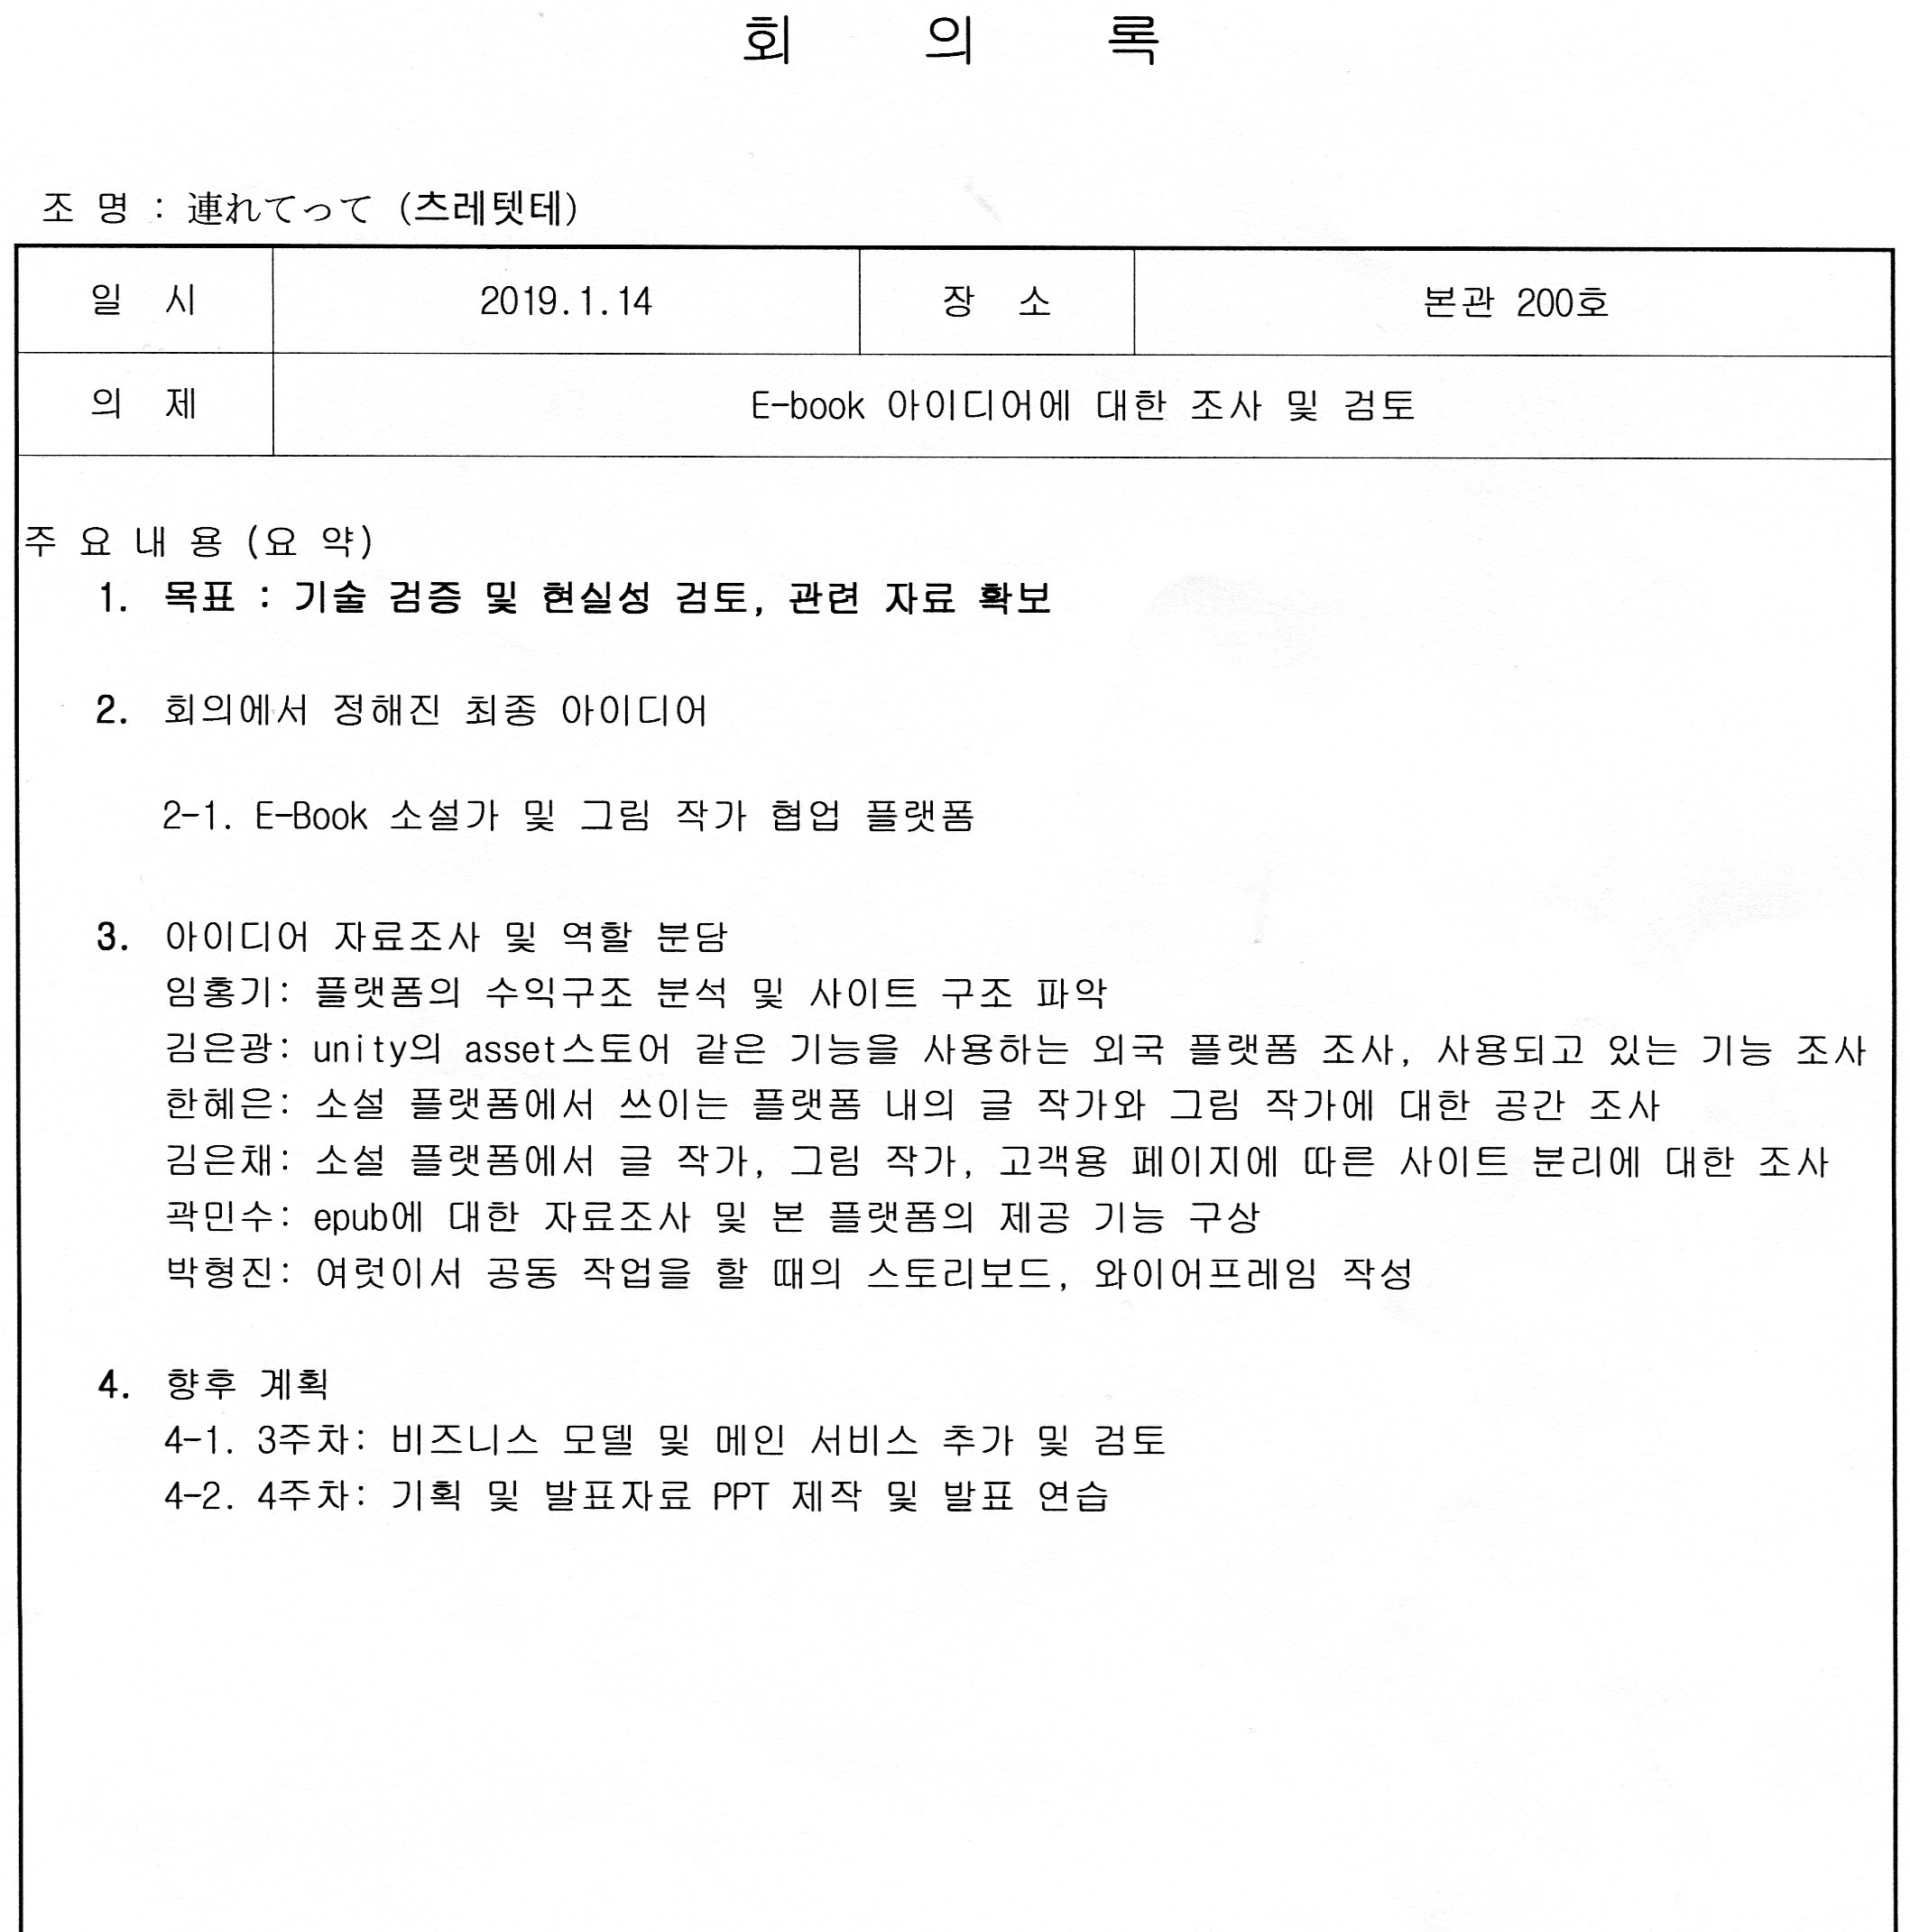 회 의 록
조 명 : 連れてって (츠레텟테)
일 시 2019.1.14 장 소 본관 200호
의 제 E-book 아이디어에 대한 조사 및 검토
주 요 내 용 (요 약)
1. 목표 : 기술 검증 및 현실성 검토, 관련 자료 확보
2. 회의에서 정해진 최종 아이디어
2-1. E-Book 소설가 및 그림 작가 협업 플랫폼
3. 아이디어 자료조사 및 역할 분담
임홍기: 플랫폼의 수익구조 분석 및 사이트 구조 파악
김은광: unity의 asset스토어 같은 기능을 사용하는 외국 플랫폼 조사, 사용되고 있는 기능 조사
한혜은: 소설 플랫폼에서 쓰이는 플랫폼 내의 글 작가와 그림 작가에 대한 공간 조사
김은채: 소설 플랫폼에서 글 작가, 그림 작가, 고객용 페이지에 따른 사이트 분리에 대한 조사
곽민수: epub에 대한 자료조사 및 본 플랫폼의 제공 기능 구상
박형진: 여럿이서 공동 작업을 할 때의 스토리보드, 와이어프레임 작성
4. 향후 계획
4-1. 3주차: 비즈니스 모델 및 메인 서비스 추가 및 검토
4-2. 4주차: 기획 및 발표자료 PPT 제작 및 발표 연습